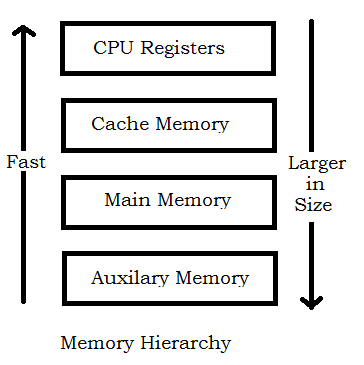 CPU Registers
Cache Memory
Fast
Larger
in
Size
Main Memory
Auxilary Memory
Memory Hierarchy